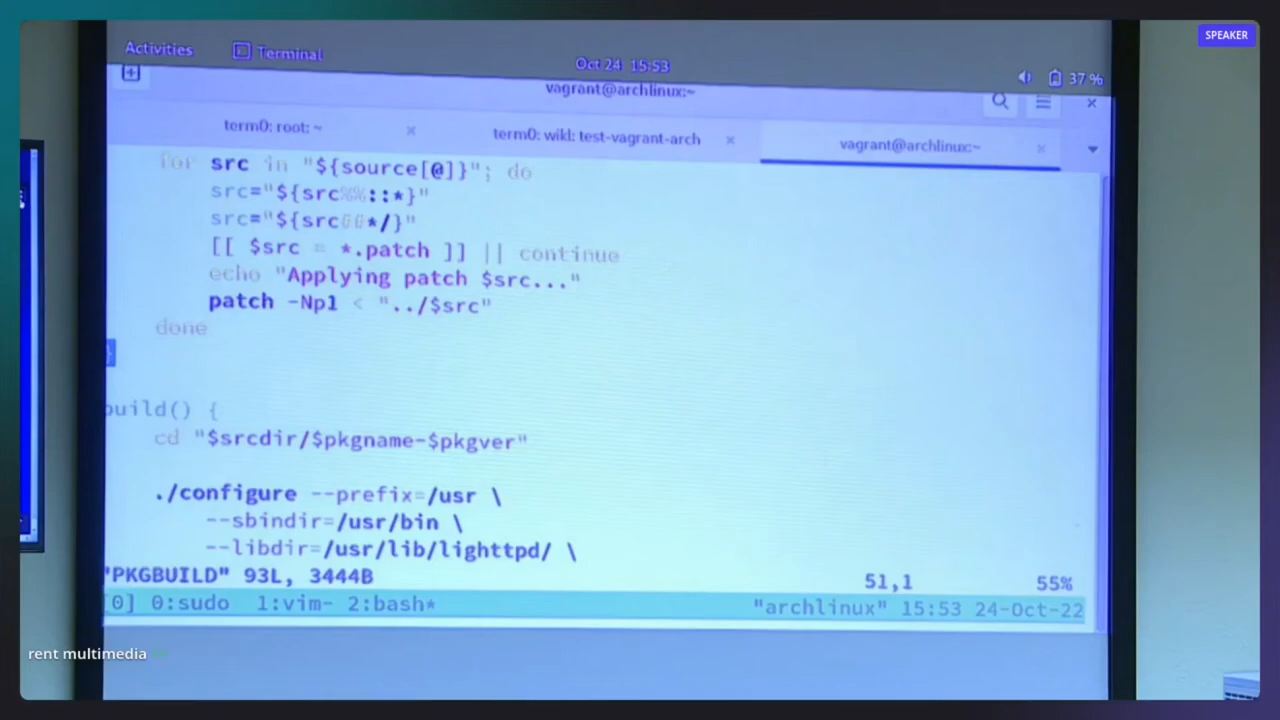 SPEAKER
Activities Terminal
Oct 24 15:53
37 %
vagrant@archlinux:~
term0: root: ~ × term0: wikl: test-vagrant-arch × vagrant@archlinux:~ ×
for src in "${source[@]}"; do
src="${src%%::*}"
src="${src##*/}"
[[ $src = *.patch ]] || continue
echo "Applying patch $src..."
patch -Np1 < "../$src"
done
}
build() {
cd "$srcdir/$pkgname-$pkgver"
./configure --prefix=/usr \
--sbindir=/usr/bin \
--libdir=/usr/lib/lighttpd/ \
"PKGBUILD" 93L, 3444B 51,1 55%
[0] 0:sudo 1:vim- 2:bash* "archlinux" 15:53 24-Oct-22
rent multimedia